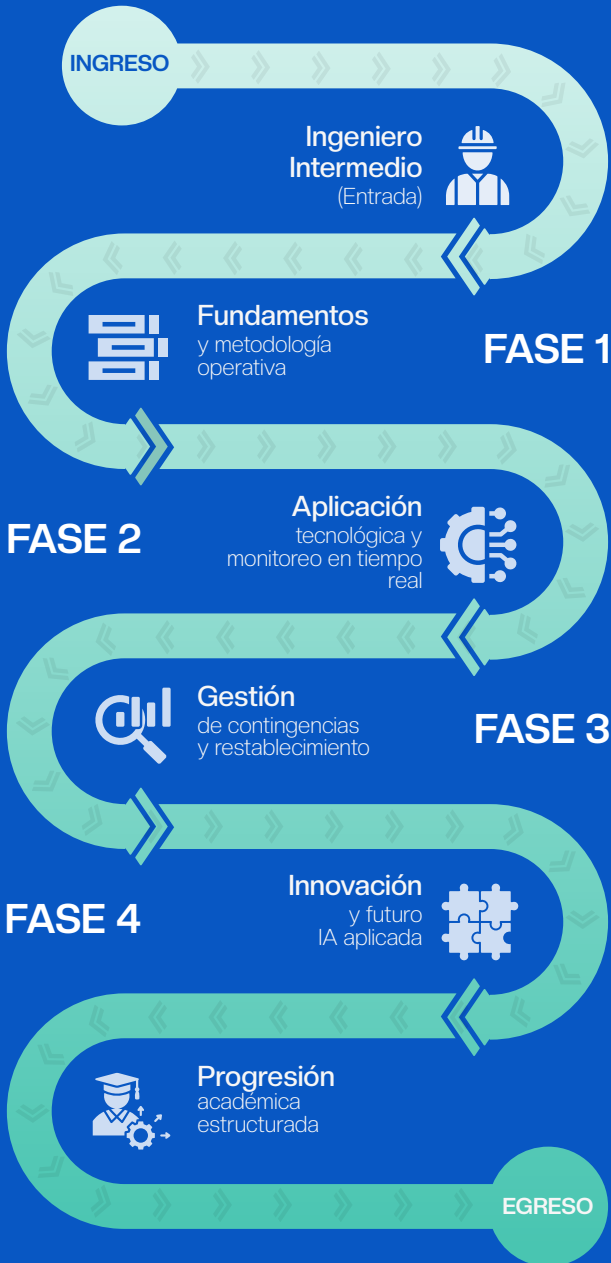 INGRESO
Ingeniero
Intermedio
(Entrada)
Fundamentos
y metodología
operativa
FASE 1
Aplicación
tecnológica y
monitoreo en tiempo
real
FASE 2
Gestión
de contingencias
y restablecimiento
FASE 3
Innovación
y futuro
IA aplicada
FASE 4
Progresión
académica
estructurada
EGRESO